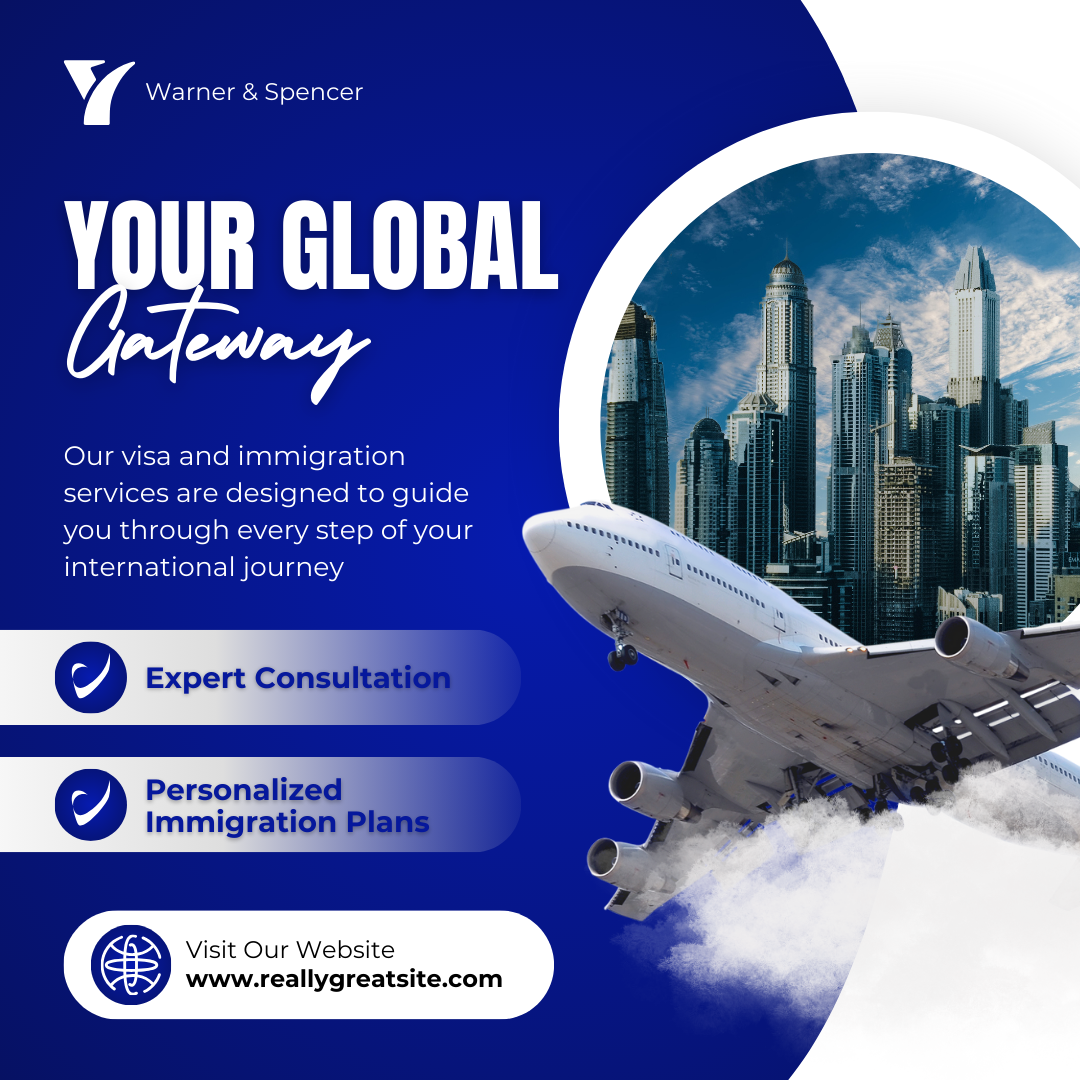 Warner & Spencer
YOUR GLOBAL
Gateway
Our visa and immigration
services are designed to guide
you through every step of your
international journey
Expert Consultation
Personalized
Immigration Plans
Visit Our Website
www.reallygreatsite.com